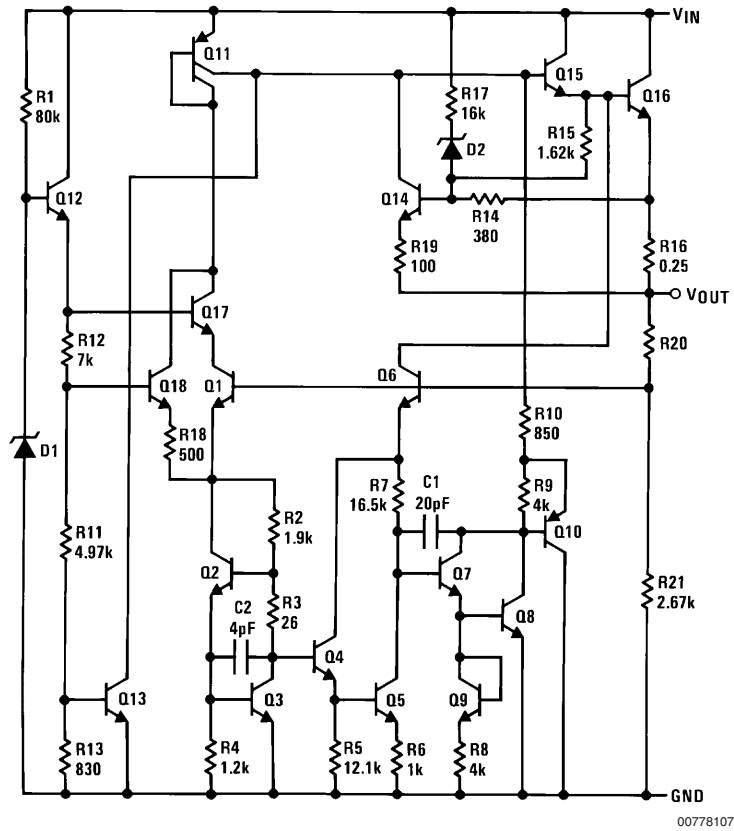 VIN
Q11
Q15
Q16
R1
80k
R17
16k
R15
1.62k
D2
Q12
Q14
R14
380
R19
100
R16
0.25
VOUT
Q17
R12
7k
R20
Q6
Q18
Q1
R18
500
R10
850
D1
R7
16.5k
C1
20pF
R9
4k
R2
1.9k
Q10
R11
4.97k
Q2
Q7
R3
26
R21
2.67k
C2
4pF
Q8
Q4
Q13
Q3
Q5
Q9
R13
830
R4
1.2k
R5
12.1k
R6
1k
R8
4k
GND
00778107